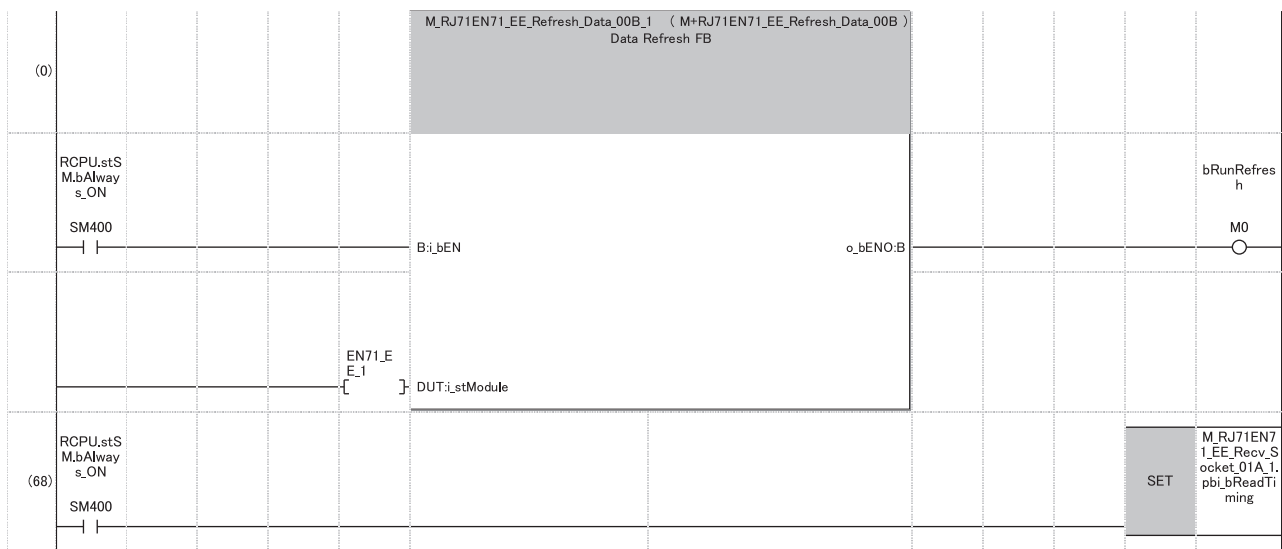 M_RJ71EN71_EE_Refresh_Data_00B_1 ( M+RJ71EN71_EE_Refresh_Data_00B )
Data Refresh FB
(0)
RCPU.stS
M.bAlway
s_ON
bRunRefres
h
SM400
M0
B:i_bEN
o_bENO:B
EN71_E
E_1
DUT:i_stModule
RCPU.stS
M.bAlway
s_ON
M_RJ71EN7
1_EE_Recv_S
ocket_01A_1.
pbi_bReadTi
ming
(68)
SET
SM400